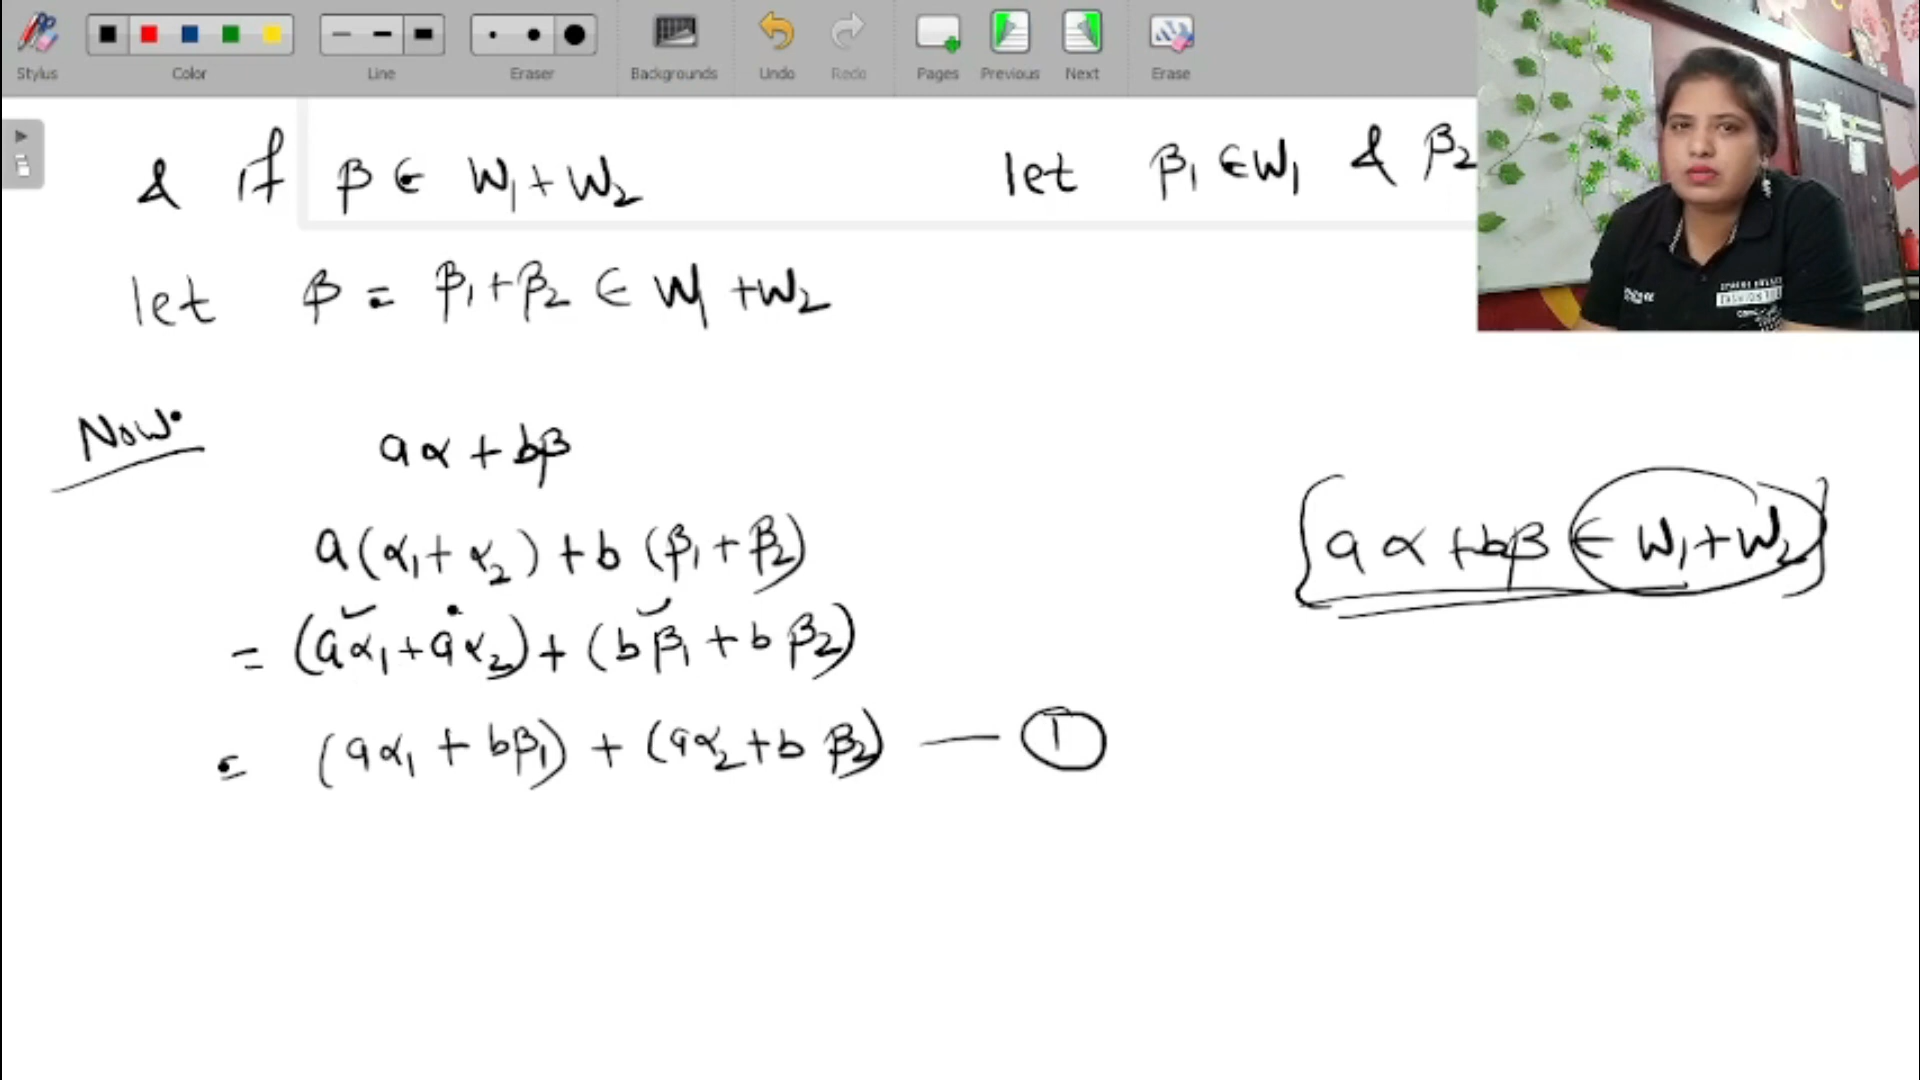 Stylus Color Line Eraser Backgrounds Undo Redo Pages Previous Next Erase
& if β ∈ W₁ + W₂ let β₁ ∈ W₁ & β₂
let β = β₁ + β₂ ∈ W₁ + W₂
Now
aα + bβ
a(α₁ + α₂) + b (β₁ + β₂)
[aα + bβ ∈ W₁ + W₂]
= (aα₁ + aα₂) + (bβ₁ + bβ₂)
= (aα₁ + bβ₁) + (aα₂ + bβ₂) — ①